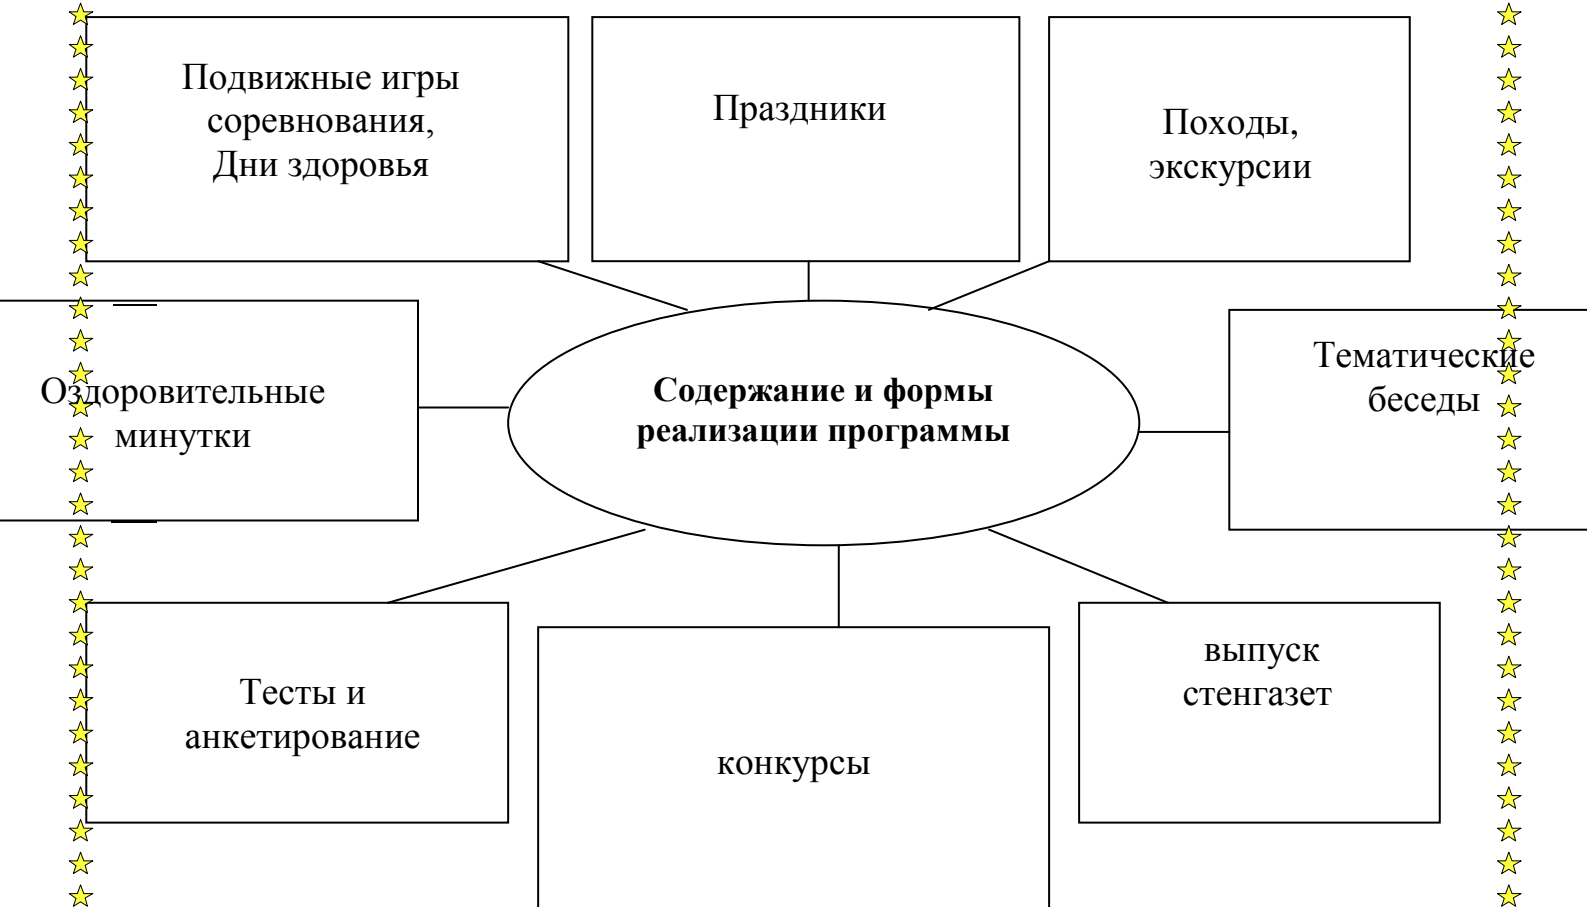 Подвижные игры
соревнования,
Дни здоровья
Праздники
Походы,
экскурсии
Оздоровительные
минутки
Содержание и формы
реализации программы
Тематические
беседы
Тесты и
анкетирование
конкурсы
выпуск
стенгазет